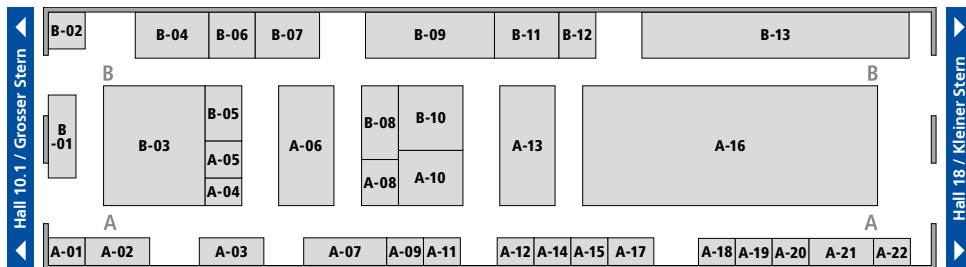 Hall 10.1 / Grosser Stern
B-02
B-04
B-06
B-07
B-09
B-11
B-12
B-13
B
B
B
-01
B-03
B-05
A-05
A-04
A-06
B-08
A-08
B-10
A-10
A-13
A-16
A
A
A-01
A-02
A-03
A-07
A-09
A-11
A-12
A-14
A-15
A-17
A-18
A-19
A-20
A-21
A-22
Hall 18 / Kleiner Stern